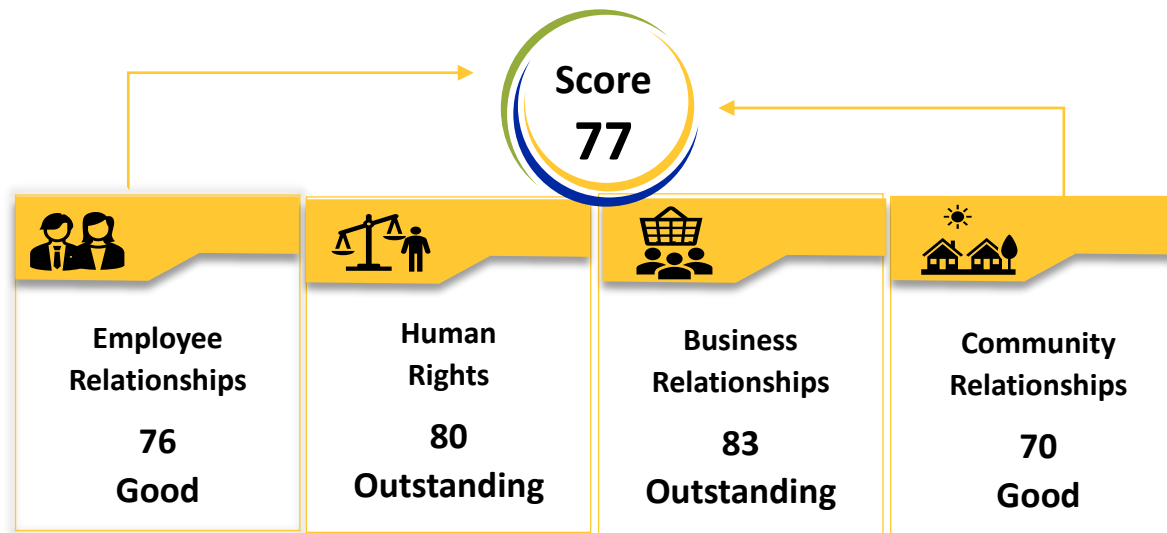 Score
77
Employee
Relationships
76
Good
Human
Rights
80
Outstanding
Business
Relationships
83
Outstanding
Community
Relationships
70
Good